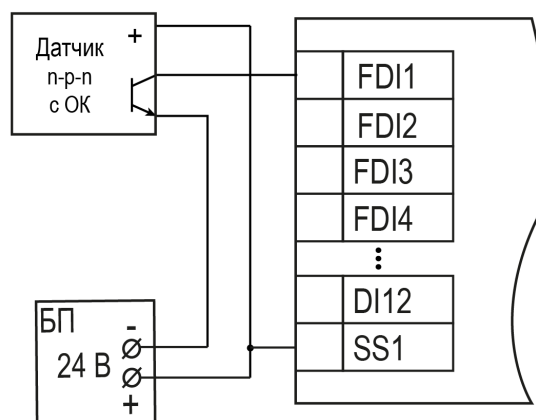 Датчик +
n-p-n
с ОК
FDI1
FDI2
FDI3
FDI4
DI12
SS1
БП -
24 В
+